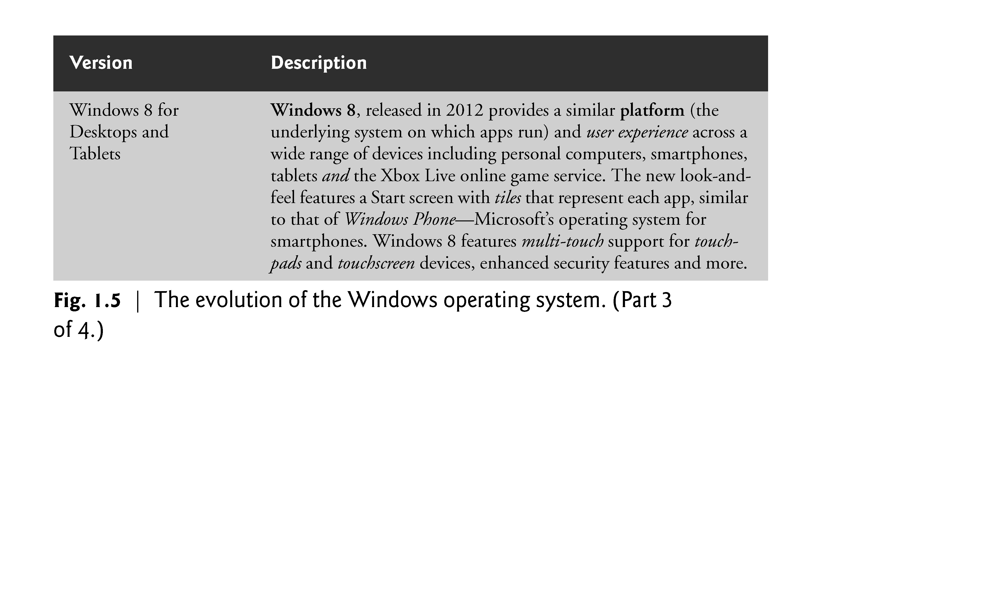 Version Description
Windows 8 for
Desktops and
Tablets
Windows 8, released in 2012 provides a similar platform (the
underlying system on which apps run) and user experience across a
wide range of devices including personal computers, smartphones,
tablets and the Xbox Live online game service. The new look-and-
feel features a Start screen with tiles that represent each app, similar
to that of Windows Phone—Microsoft’s operating system for
smartphones. Windows 8 features multi-touch support for touch-
pads and touchscreen devices, enhanced security features and more.
Fig. 1.5 | The evolution of the Windows operating system. (Part 3
of 4.)